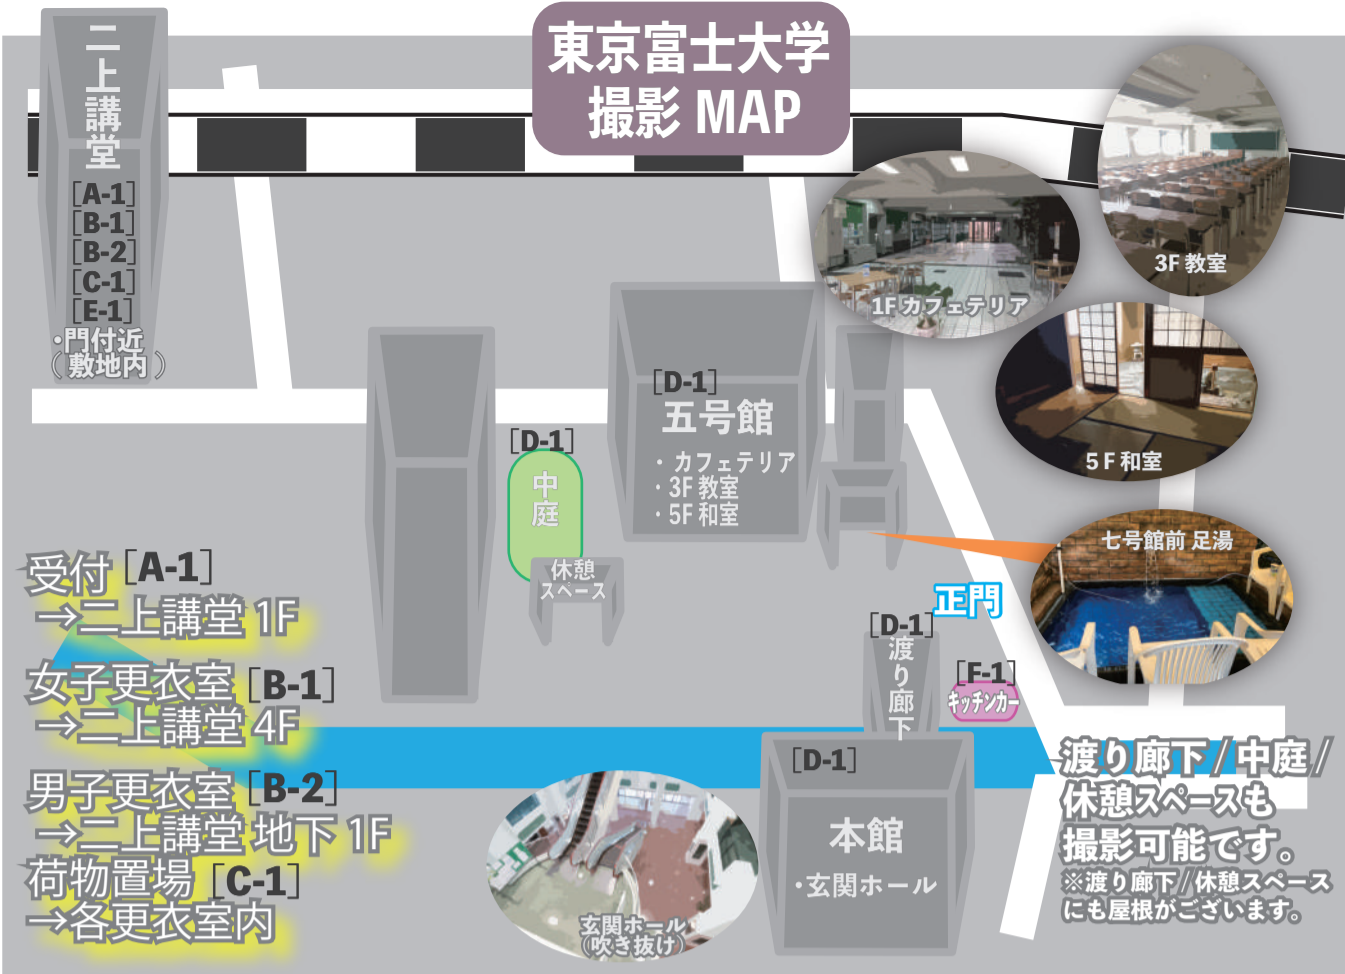 東京富士大学
撮影 MAP
二上講堂
[A-1]
[B-1]
[B-2]
[C-1]
[E-1]
・門付近
(敷地内)
3F 教室
1F カフェテリア
5F 和室
七号館前 足湯
[D-1]
五号館
・カフェテリア
・3F 教室
・5F 和室
[D-1]
中庭
休憩
スペース
正門
[D-1]
渡り廊下
[F-1]
キッチンカー
[D-1]
本館
・玄関ホール
玄関ホール
(吹き抜け)
受付 [A-1]
→二上講堂 1F
女子更衣室 [B-1]
→二上講堂 4F
男子更衣室 [B-2]
→二上講堂 地下 1F
荷物置場 [C-1]
→各更衣室内
渡り廊下/中庭/
休憩スペースも
撮影可能です。
※渡り廊下/休憩スペース
にも屋根がございます。